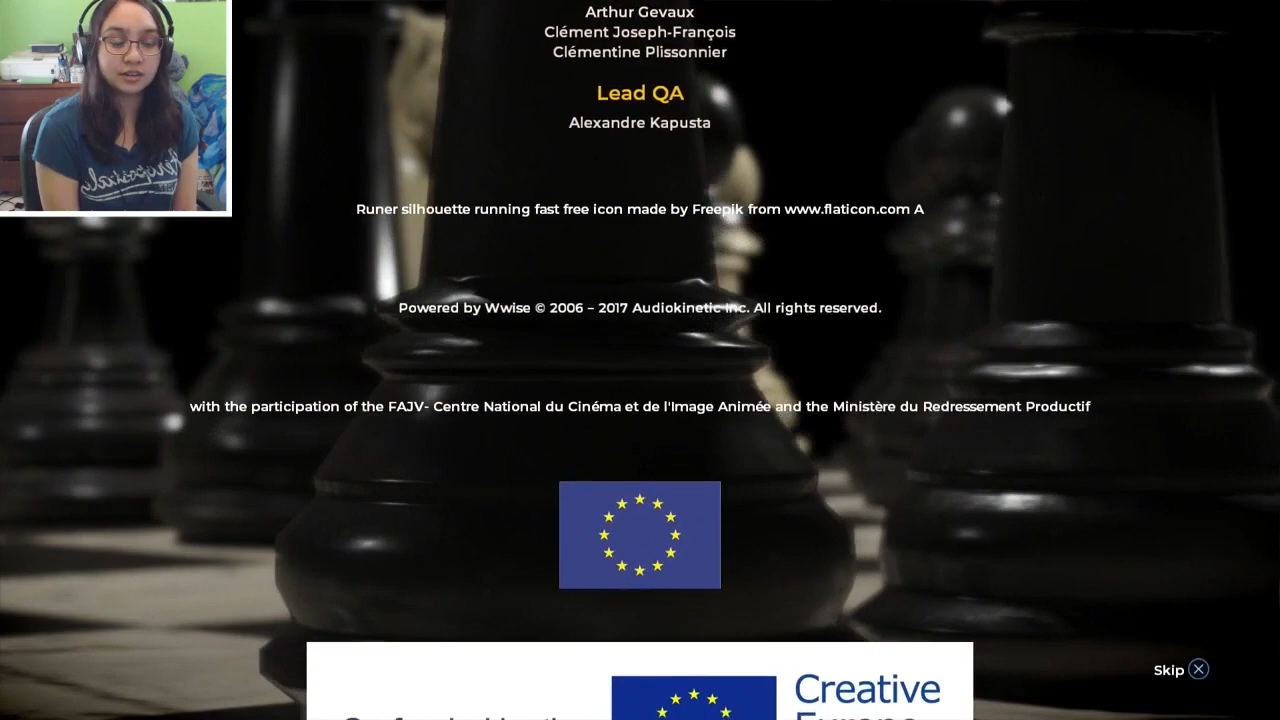 Arthur Gevaux
Clément Joseph-François
Clémentine Plissonnier
Lead QA
Alexandre Kapusta
Runer silhouette running fast free icon made by Freepik from www.flaticon.com A
Powered by Wwise © 2006 – 2017 Audiokinetic Inc. All rights reserved.
with the participation of the FAJV- Centre National du Cinéma et de l'Image Animée and the Ministère du Redressement Productif
Skip
Creative